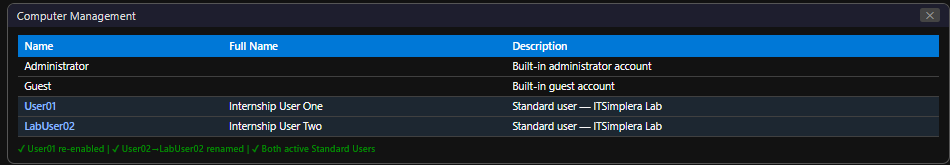 Computer Management
Name Full Name Description
Administrator Built-in administrator account
Guest Built-in guest account
User01 Internship User One Standard user — ITSimplera Lab
LabUser02 Internship User Two Standard user — ITSimplera Lab
✓ User01 re-enabled | ✓ User02→LabUser02 renamed | ✓ Both active Standard Users